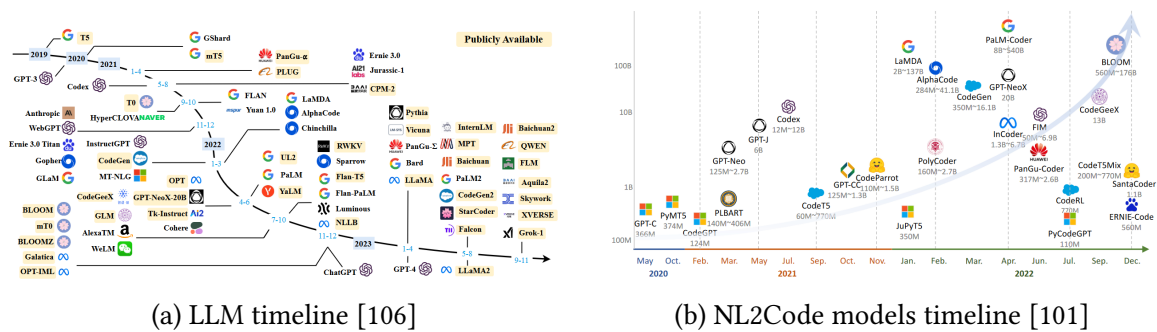 T5
GShard
Publicly Available
mT5
PanGu-α
Ernie 3.0
2019
2020
2021
PLUG
AI21 labs
Jurassic-1
1-4
GPT-3
5-8
BAAI
CPM-2
Codex
T0
9-10
FLAN
LaMDA
Anthropic
HyperCLOVA
NAVER
inspur
Yuan 1.0
AlphaCode
Pythia
WebGPT
11-12
Chinchilla
Vicuna
InternLM
Baichuan2
Ernie 3.0 Titan
InstructGPT
2022
RWKV
PanGu-Σ
MPT
QWEN
Gopher
CodeGen
1-3
UL2
Sparrow
Bard
Baichuan
FLM
GLaM
MT-NLG
OPT
PaLM
Flan-T5
LLaMA
PaLM2
Aquila2
CodeGeeX
GPT-NeoX-20B
4-6
YaLM
Flan-PaLM
CodeGen2
Skywork
BLOOM
GLM
Tk-Instruct
Ai2
Luminous
StarCoder
XVERSE
mT0
AlexaTM
Cohere
7-10
NLLB
Falcon
Grok-1
BLOOMZ
WeLM
11-12
2023
Galatica
1-4
5-8
9-11
OPT-IML
ChatGPT
GPT-4
LLaMA2
(a) LLM timeline [106]
100B
10B
1B
100M
PaLM-Coder
8B~540B
LaMDA
2B~137B
BLOOM
560M~176B
AlphaCode
284M~41.1B
GPT-NeoX
20B
CodeGen
350M~16.1B
CodeGeeX
13B
Codex
12M~12B
FIM
50M~6.9B
GPT-J
6B
InCoder
1.3B~6.7B
GPT-Neo
125M~2.7B
PolyCoder
160M~2.7B
HUAWEI
PanGu-Coder
317M~2.6B
GPT-CC
125M~1.3B
CodeParrot
110M~1.5B
CodeT5Mix
200M~770M
SantaCoder
1.1B
CodeT5
60M~770M
CodeRL
770M
PLBART
140M~406M
GPT-C
366M
PyMT5
374M
CodeGPT
124M
JuPyT5
350M
PyCodeGPT
110M
ERNIE-Code
560M
May
Oct.
Feb.
Mar.
Jul.
Sep.
Oct.
Nov.
Jan.
Feb.
Mar.
Apr.
Jun.
Jul.
Sep.
Dec.
2020
2021
2022
(b) NL2Code models timeline [101]